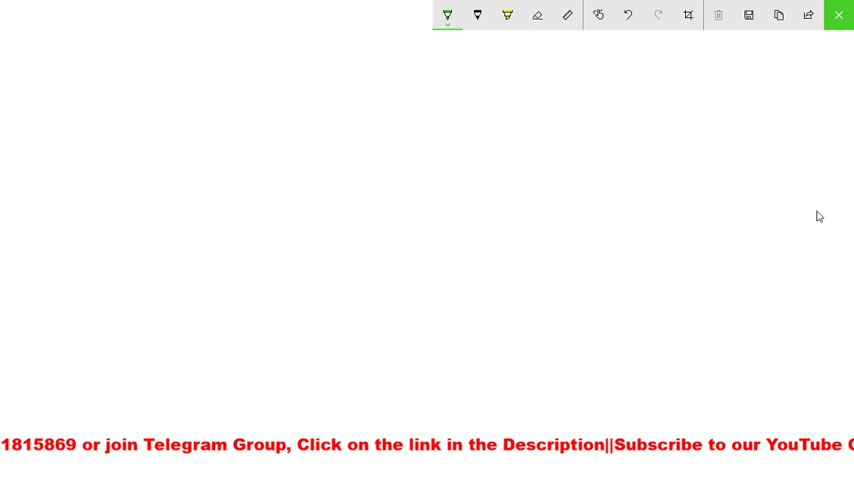 1815869 or join Telegram Group, Click on the link in the Description||Subscribe to our YouTube